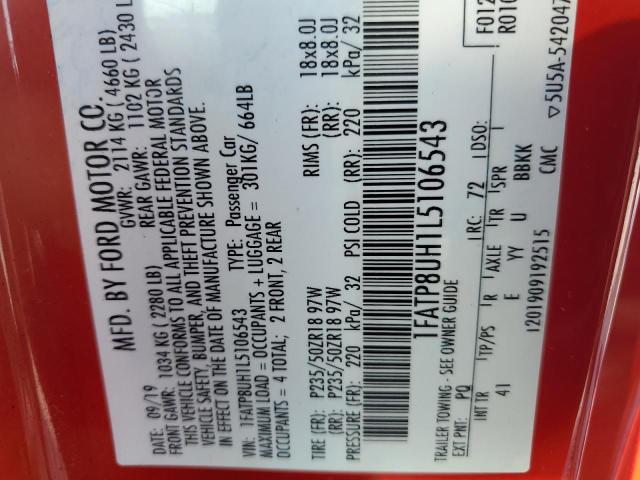 MFD. BY FORD MOTOR CO.
DATE: 09/19 GVWR: 2114 KG ( 4660 LB)
FRONT GAWR: 1034 KG ( 2280 LB) REAR GAWR: 1102 KG ( 2430 L
THIS VEHICLE CONFORMS TO ALL APPLICABLE FEDERAL MOTOR
VEHICLE SAFETY, BUMPER, AND THEFT PREVENTION STANDARDS
IN EFFECT ON THE DATE OF MANUFACTURE SHOWN ABOVE.
VIN: 1FATP8UH1L5106543 TYPE: Passenger Car
MAXIMUM LOAD = OCCUPANTS + LUGGAGE = 301KG/ 664LB
OCCUPANTS = 4 TOTAL; 2 FRONT, 2 REAR
TIRE (FR): P235/50ZR18 97W RIMS (FR): 18x8.0J
(RR): P235/50ZR18 97W (RR): 18x8.0J
PRESSURE (FR): 220 kPa/ 32 PSI COLD (RR): 220 kPa/ 32
1FATP8UH1L5106543
TRAILER TOWING - SEE OWNER GUIDE F012
EXT PNT: PQ RC: 72 DSO: R010
INT TR TP/PS R AXLE TR SPR
41 E YY U BBKK
1201909192515 CMC ▽5U5A-542047